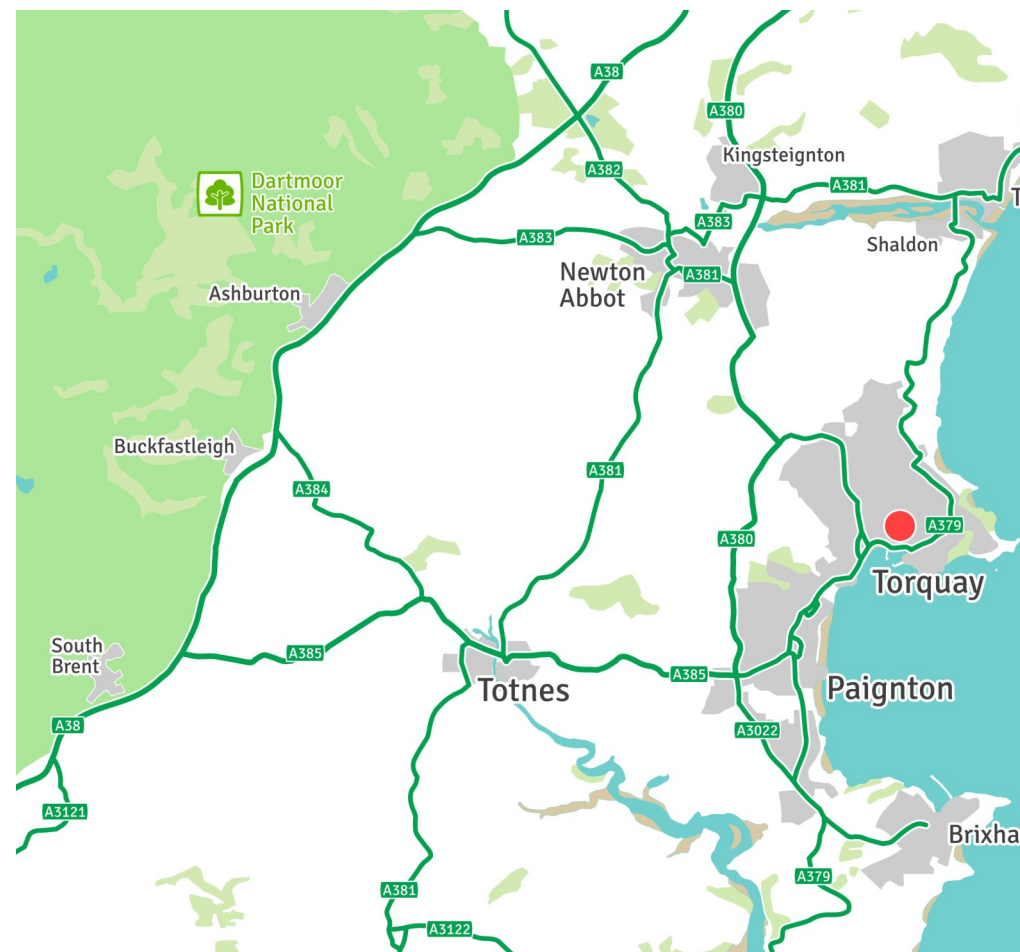 A38
A380
Kingsteignton
A382
A381
Dartmoor
National
Park
A383
T
A383
Shaldon
Newton
Abbot
A381
Ashburton
Buckfastleigh
A381
A384
A379
A380
Torquay
South
Brent
A385
A385
Totnes
Paignton
A38
A3022
A3121
Brixha
A379
A381
A3122